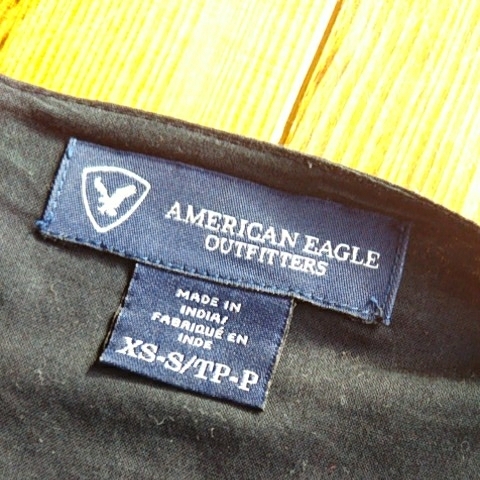 AMERICAN EAGLE
OUTFITTERS
MADE IN
INDIA/
FABRIQUÉ EN
INDE
XS-S/TP-P